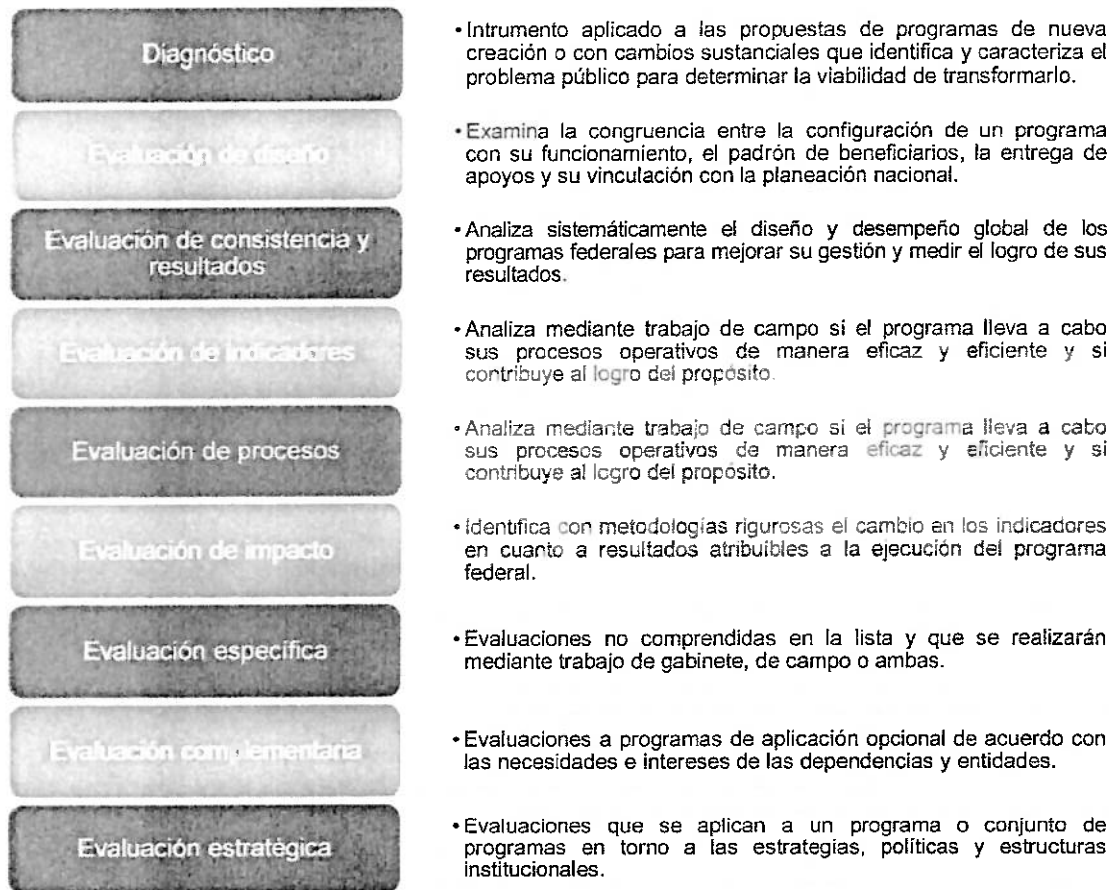 Diagnóstico
• Intrumento aplicado a las propuestas de programas de nueva
creación o con cambios sustanciales que identifica y caracteriza el
problema público para determinar la viabilidad de transformarlo.
Evaluación de diseño
• Examina la congruencia entre la configuración de un programa
con su funcionamiento, el padrón de beneficiarios, la entrega de
apoyos y su vinculación con la planeación nacional.
Evaluación de consistencia y
resultados
• Analiza sistemáticamente el diseño y desempeño global de los
programas federales para mejorar su gestión y medir el logro de sus
resultados.
Evaluación de indicadores
• Analiza mediante trabajo de campo si el programa lleva a cabo
sus procesos operativos de manera eficaz y eficiente y si
contribuye al logro del propósito.
Evaluación de procesos
• Analiza mediante trabajo de campo si el programa lleva a cabo
sus procesos operativos de manera eficaz y eficiente y si
contribuye al logro del propósito.
Evaluación de impacto
• Identifica con metodologías rigurosas el cambio en los indicadores
en cuanto a resultados atribuibles a la ejecución del programa
federal.
Evaluación específica
• Evaluaciones no comprendidas en la lista y que se realizarán
mediante trabajo de gabinete, de campo o ambas.
Evaluación complementaria
• Evaluaciones a programas de aplicación opcional de acuerdo con
las necesidades e intereses de las dependencias y entidades.
Evaluación estratégica
• Evaluaciones que se aplican a un programa o conjunto de
programas en torno a las estrategias, políticas y estructuras
institucionales.